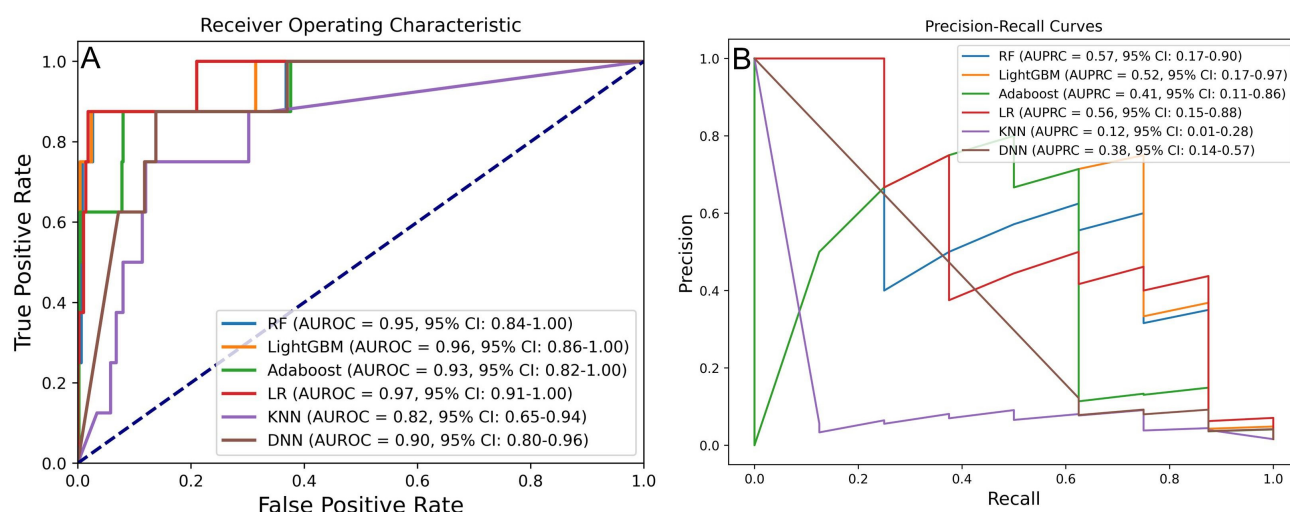 Receiver Operating Characteristic
A
True Positive Rate
1.0
0.8
0.6
0.4
0.2
0.0
RF (AUROC = 0.95, 95% CI: 0.84-1.00)
LightGBM (AUROC = 0.96, 95% CI: 0.86-1.00)
Adaboost (AUROC = 0.93, 95% CI: 0.82-1.00)
LR (AUROC = 0.97, 95% CI: 0.91-1.00)
KNN (AUROC = 0.82, 95% CI: 0.65-0.94)
DNN (AUROC = 0.90, 95% CI: 0.80-0.96)
0.0 0.2 0.4 0.6 0.8 1.0
False Positive Rate
Precision-Recall Curves
B
Precision
1.0
0.8
0.6
0.4
0.2
0.0
RF (AUPRC = 0.57, 95% CI: 0.17-0.90)
LightGBM (AUPRC = 0.52, 95% CI: 0.17-0.97)
Adaboost (AUPRC = 0.41, 95% CI: 0.11-0.86)
LR (AUPRC = 0.56, 95% CI: 0.15-0.88)
KNN (AUPRC = 0.12, 95% CI: 0.01-0.28)
DNN (AUPRC = 0.38, 95% CI: 0.14-0.57)
0.0 0.2 0.4 0.6 0.8 1.0
Recall